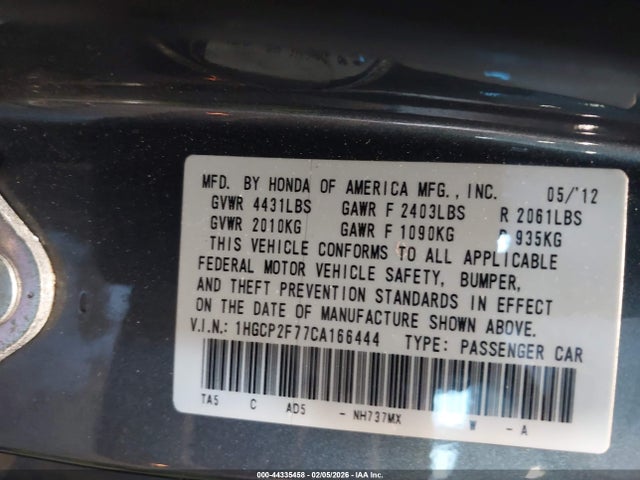 MFD. BY HONDA OF AMERICA MFG., INC. 05/'12
GVWR 4431LBS GAWR F 2403LBS R 2061LBS
GVWR 2010KG GAWR F 1090KG R 935KG
THIS VEHICLE CONFORMS TO ALL APPLICABLE
FEDERAL MOTOR VEHICLE SAFETY, BUMPER,
AND THEFT PREVENTION STANDARDS IN EFFECT
ON THE DATE OF MANUFACTURE SHOWN ABOVE.
V.I.N.: 1HGCP2F77CA166444 TYPE: PASSENGER CAR
TA5 C AD5 - NH737MX W - A
000-44335458 - 02/05/2026 - IAAI.com